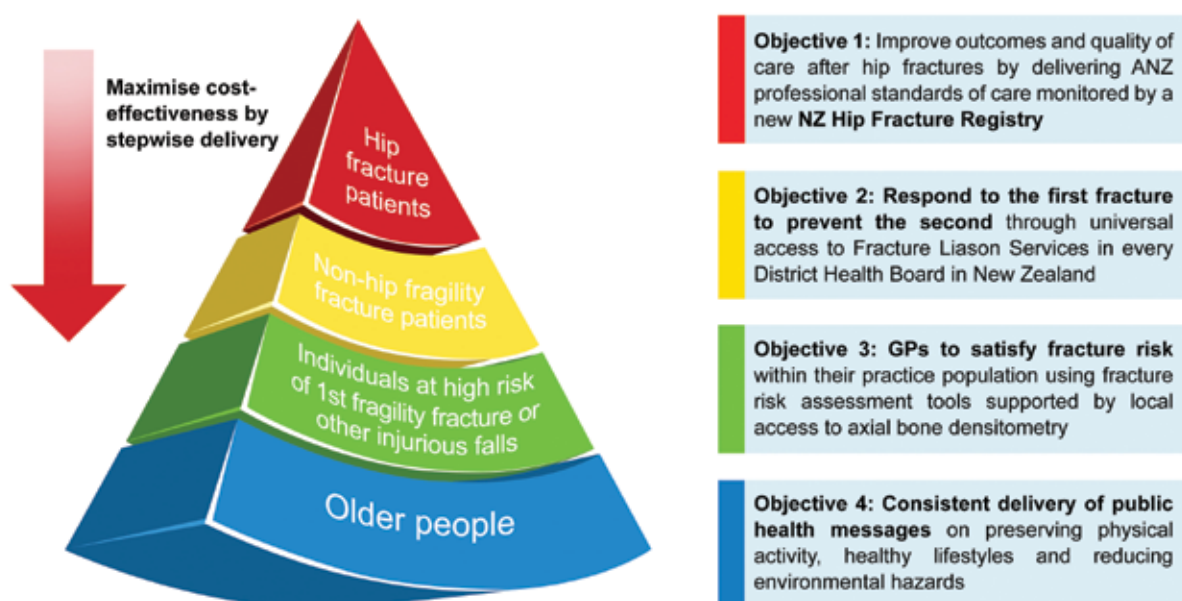 Maximise cost-
effectiveness by
stepwise delivery
Hip
fracture
patients
Non-hip fragility
fracture patients
Individuals at high risk
of 1st fragility fracture or
other injurious falls
Older people
Objective 1: Improve outcomes and quality of
care after hip fractures by delivering ANZ
professional standards of care monitored by a
new NZ Hip Fracture Registry
Objective 2: Respond to the first fracture
to prevent the second through universal
access to Fracture Liason Services in every
District Health Board in New Zealand
Objective 3: GPs to satisfy fracture risk
within their practice population using fracture
risk assessment tools supported by local
access to axial bone densitometry
Objective 4: Consistent delivery of public
health messages on preserving physical
activity, healthy lifestyles and reducing
environmental hazards